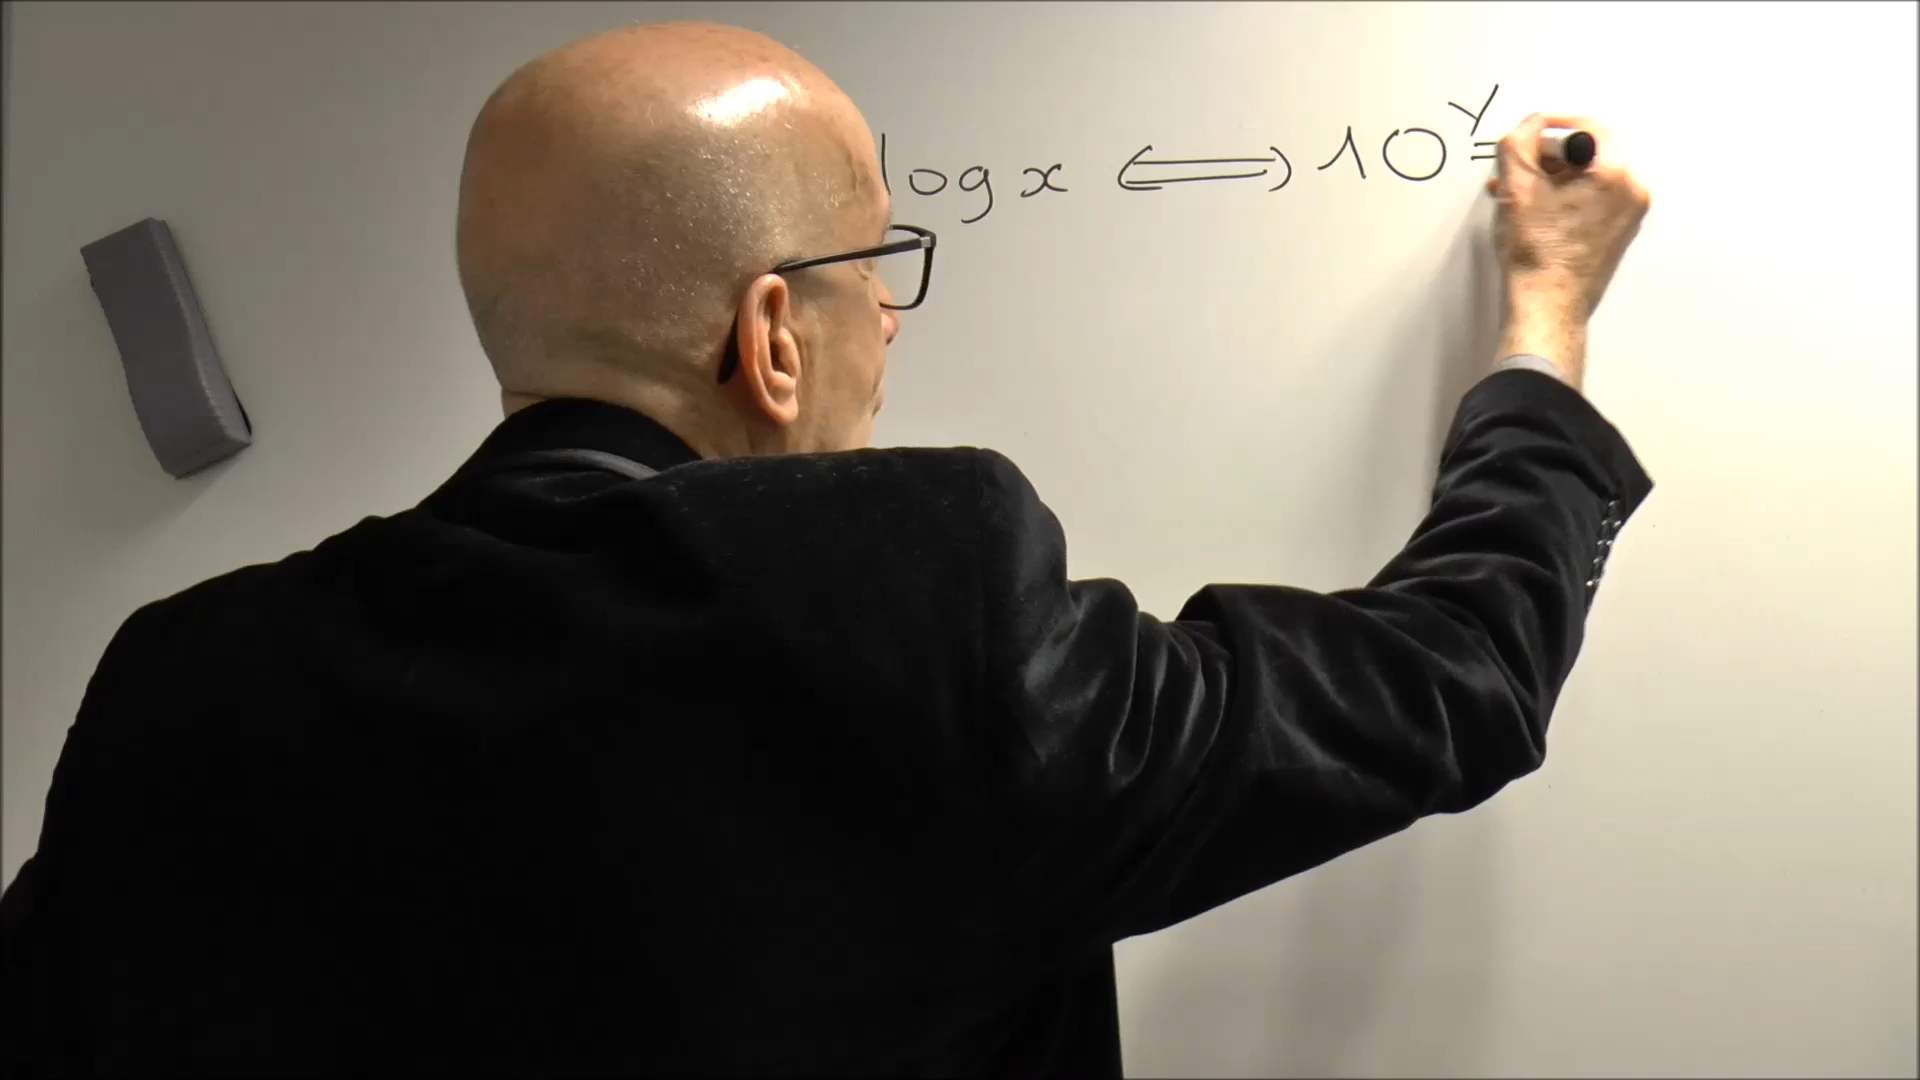 log x ⟺ 10^y =